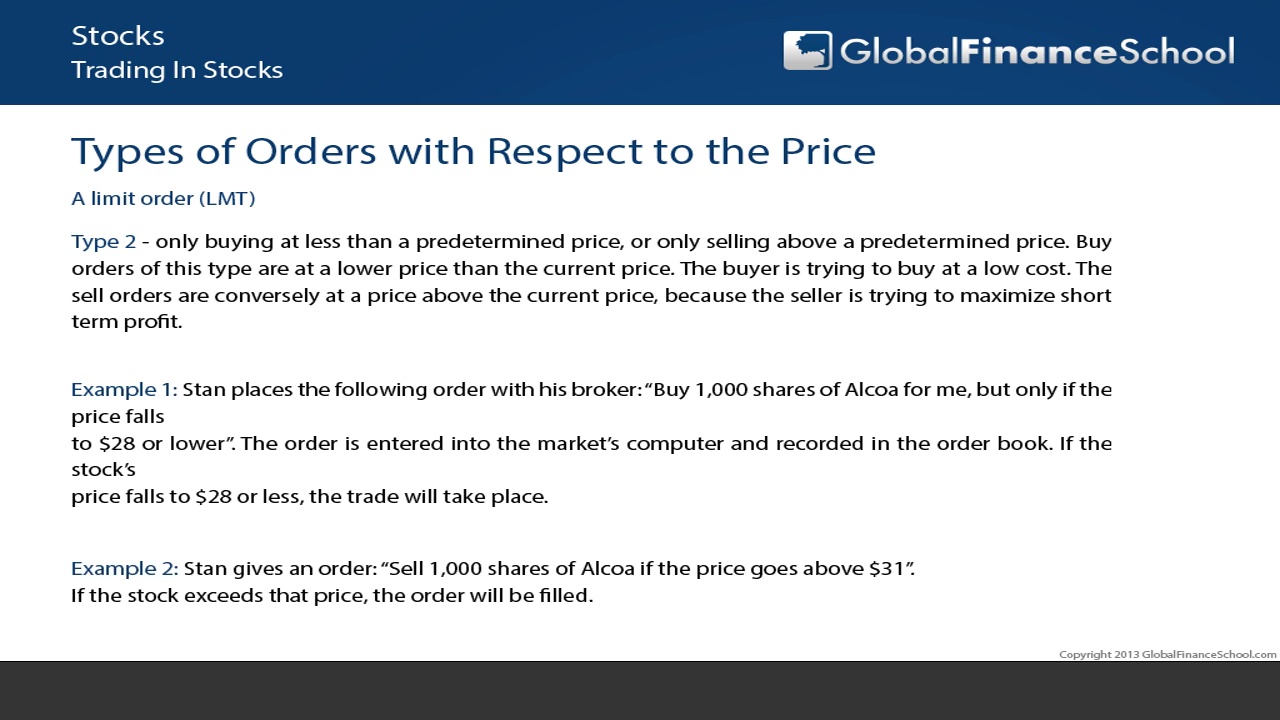 Stocks
Trading In Stocks
GlobalFinanceSchool
Types of Orders with Respect to the Price
A limit order (LMT)
Type 2 - only buying at less than a predetermined price, or only selling above a predetermined price. Buy
orders of this type are at a lower price than the current price. The buyer is trying to buy at a low cost. The
sell orders are conversely at a price above the current price, because the seller is trying to maximize short
term profit.
Example 1: Stan places the following order with his broker: “Buy 1,000 shares of Alcoa for me, but only if the
price falls
to $28 or lower”. The order is entered into the market’s computer and recorded in the order book. If the
stock’s
price falls to $28 or less, the trade will take place.
Example 2: Stan gives an order: “Sell 1,000 shares of Alcoa if the price goes above $31”.
If the stock exceeds that price, the order will be filled.
Copyright 2013 GlobalFinanceSchool.com